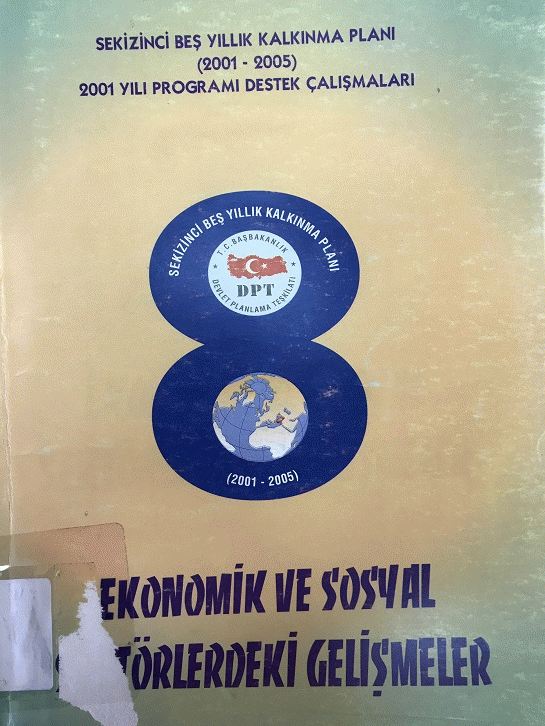 SEKİZİNCİ BEŞ YILLIK KALKINMA PLANI
(2001 - 2005)
2001 YILI PROGRAMI DESTEK ÇALIŞMALARI
SEKİZİNCİ BEŞ YILLIK KALKINMA PLANI
T.C. BAŞBAKANLIK
DPT
DEVLET PLANLAMA TEŞKİLATI
(2001 - 2005)
EKONOMİK VE SOSYAL
TÖRLERDEKİ GELİŞMELER